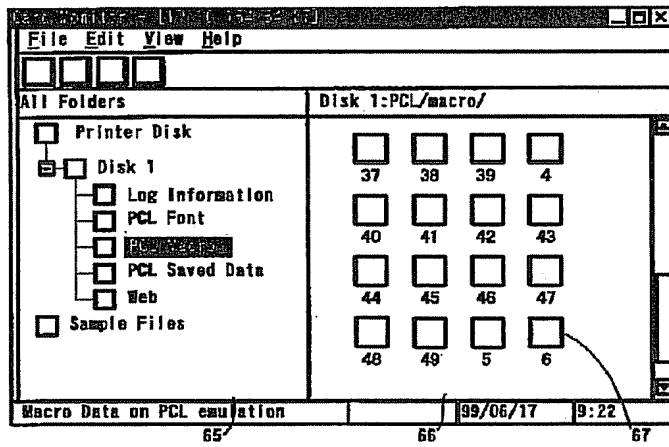 File Edit View Help
All Folders
Disk 1:PCL/macro/
Printer Disk
Disk 1
Log Information
PCL Font
PCL Saved Data
Web
Sample Files
37 38 39 4
40 41 42 43
44 45 46 47
48 49 5 6
Macro Data on PCL emulation
99/06/17
9:22
65
66
67